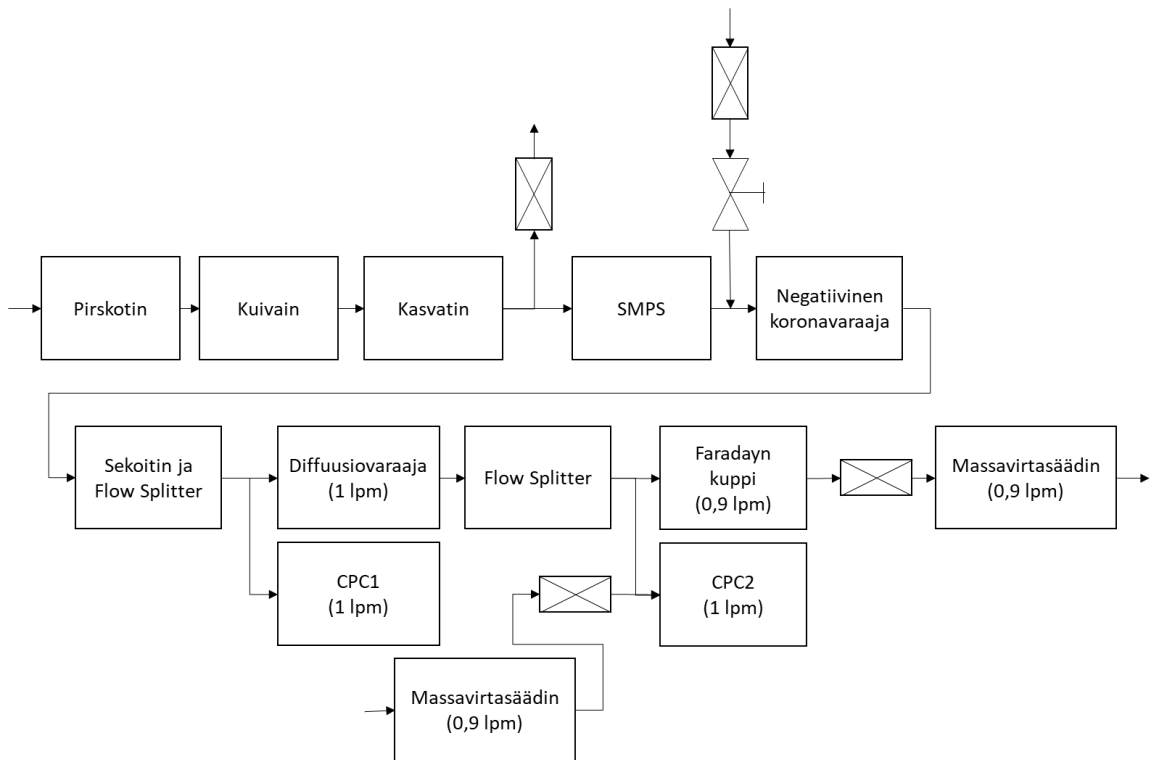 Pirskotin
Kuivain
Kasvatin
SMPS
Negatiivinen
koronavaraaja
Sekoitin ja
Flow Splitter
Diffuusiovaraaja
(1 lpm)
Flow Splitter
Faradayn
kuppi
(0,9 lpm)
Massavirtasäädin
(0,9 lpm)
CPC1
(1 lpm)
CPC2
(1 lpm)
Massavirtasäädin
(0,9 lpm)